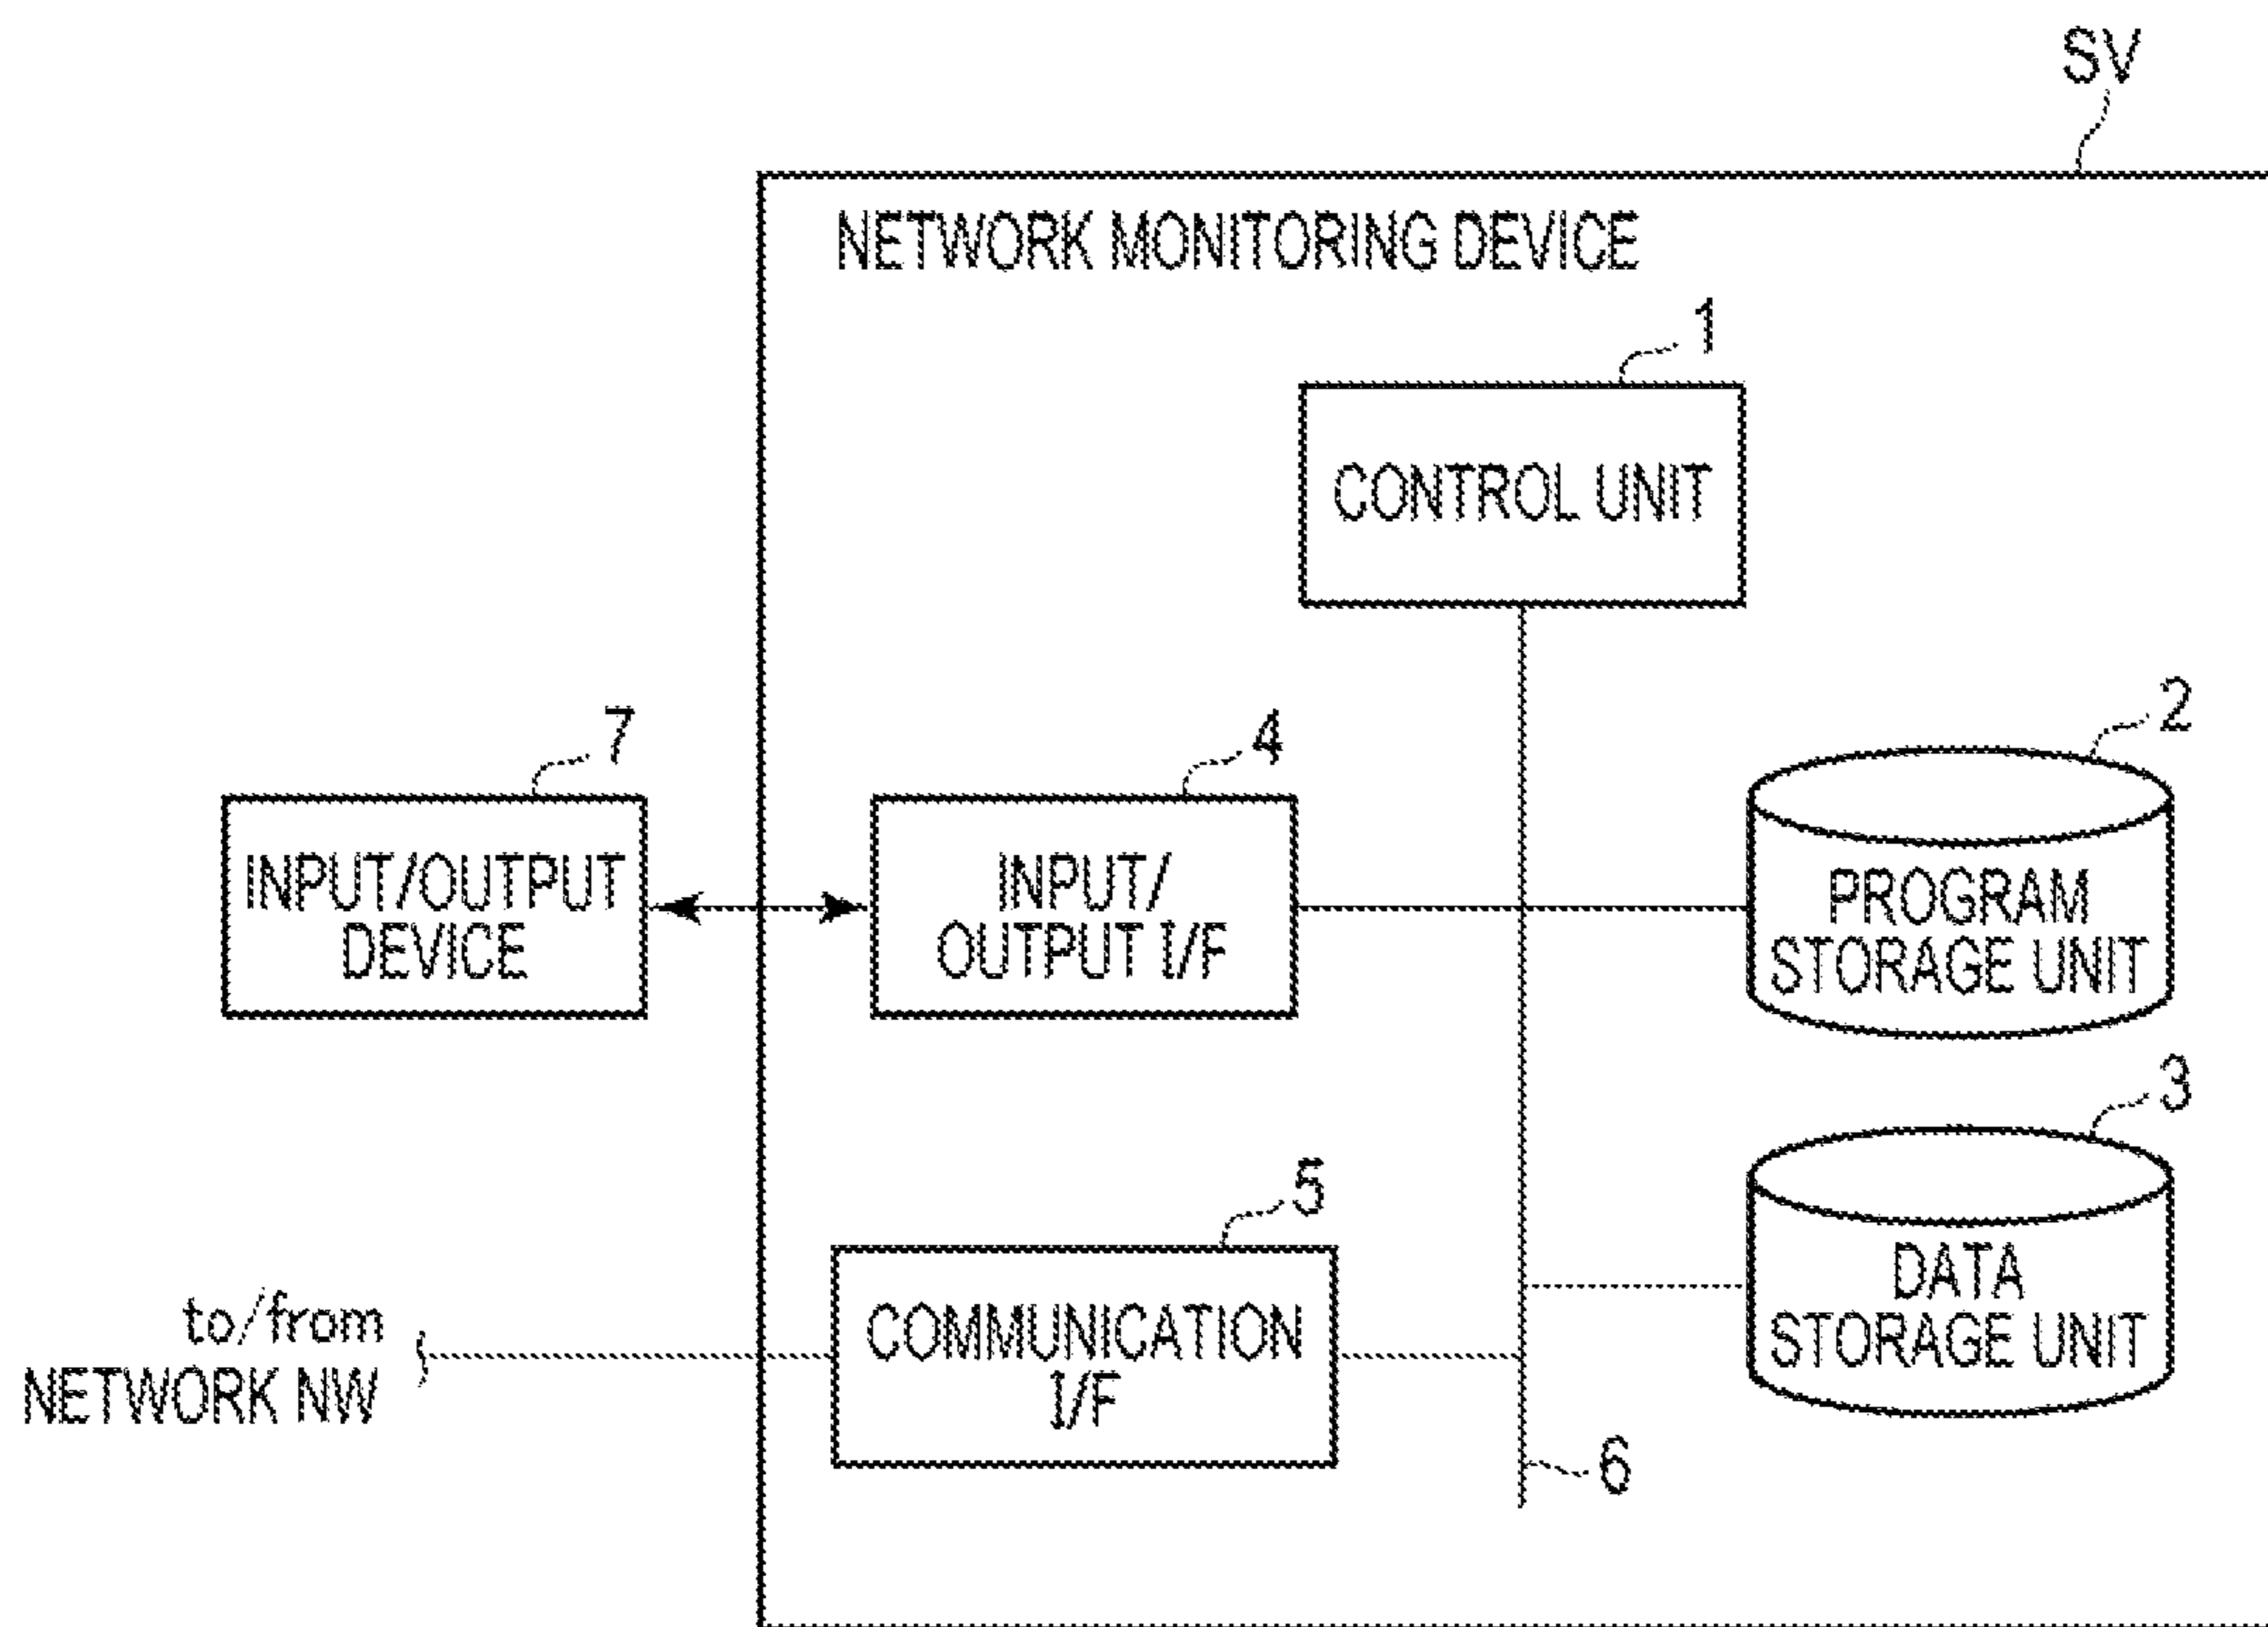 SV
NETWORK MONITORING DEVICE
1
CONTROL UNIT
7
INPUT/OUTPUT
DEVICE
4
INPUT/
OUTPUT I/F
2
PROGRAM
STORAGE UNIT
3
DATA
STORAGE UNIT
5
COMMUNICATION
I/F
to/from
NETWORK NW
6